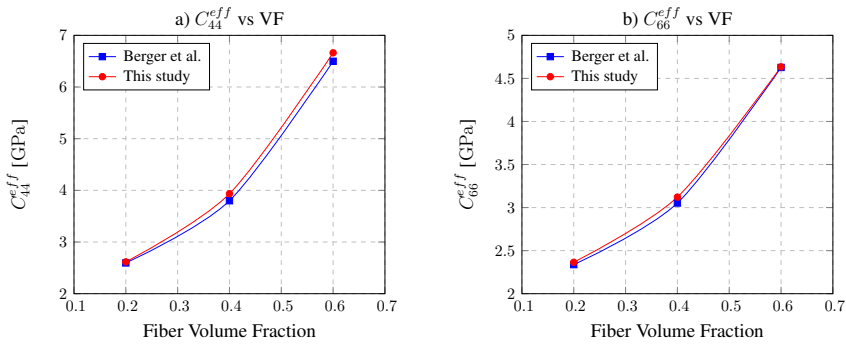 a) C_{44}^{eff} vs VF
7
6
5
4
3
2
0.1 0.2 0.3 0.4 0.5 0.6 0.7
C_{44}^{eff} [GPa]
Fiber Volume Fraction
Berger et al.
This study
b) C_{66}^{eff} vs VF
5
4.5
4
3.5
3
2.5
2
0.1 0.2 0.3 0.4 0.5 0.6 0.7
C_{66}^{eff} [GPa]
Fiber Volume Fraction
Berger et al.
This study